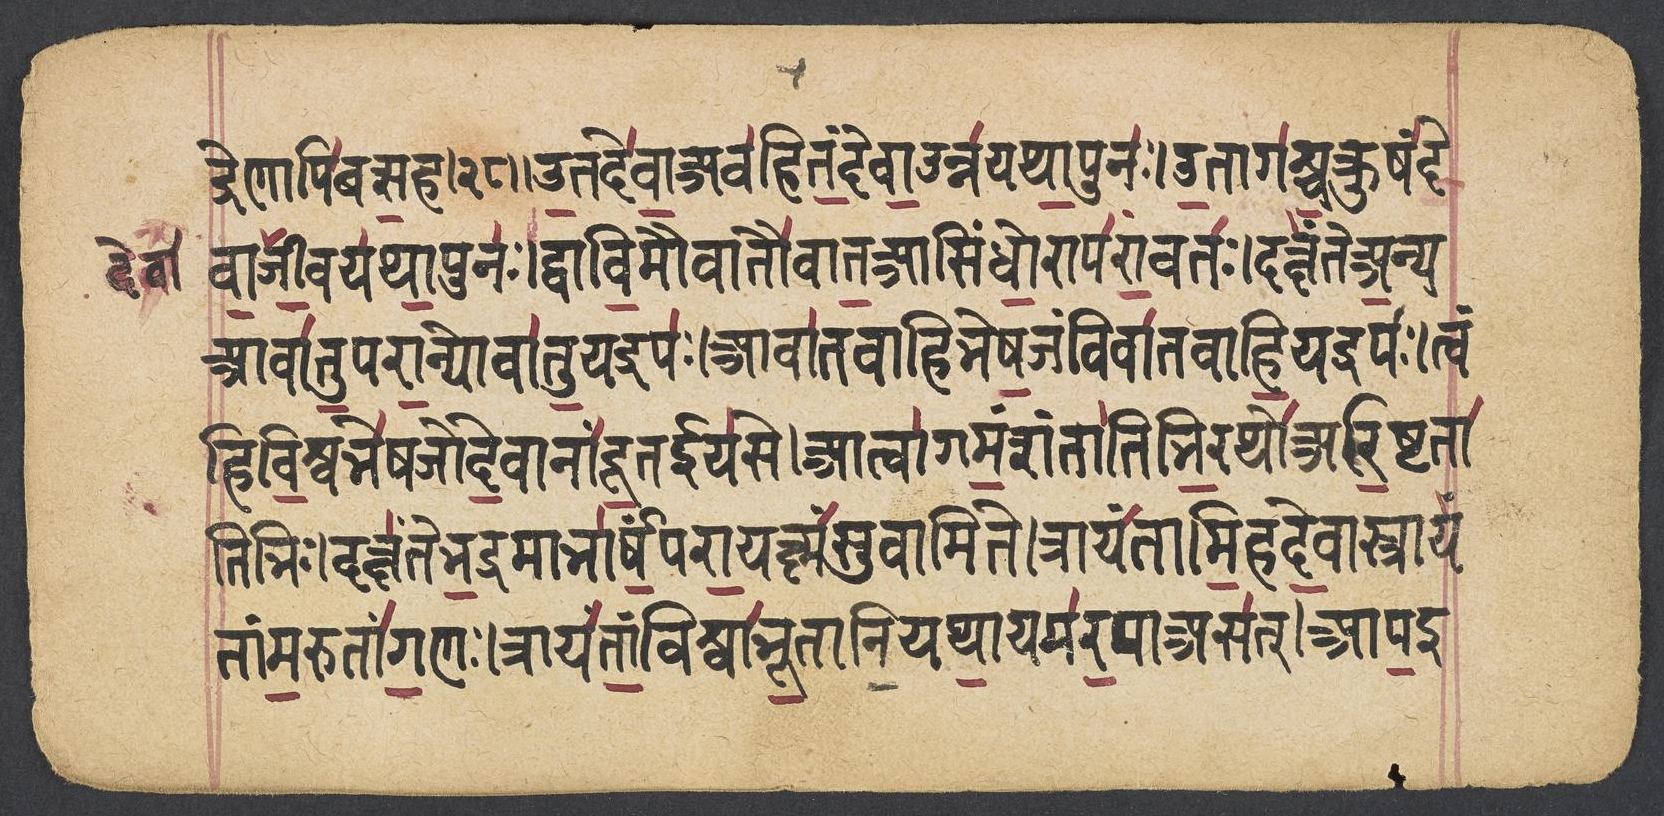 द्रेणापिबत्सह।२८॥उतदेवाअवहितंदेवाउन्नयथापुनः।उतागश्चक्रुषंदे
देवा
वाजीवयथापुनः।द्वाविमौवातौवातआसिंधोरापरावतः।दक्षंतेअन्य
आवातुपरान्योवातुयद्रपः।आवातवाहिभेषजंविवातवाहियद्रपः।त्वं
हिविश्वभेषजोदेवानांदूतईयसे।आत्वागमंशंतातिभिरथोअरिष्टता
तिभिः।दक्षंतेभद्रमाभार्षंपरायक्ष्मंसुवामिते।त्रायंतामिहदेवास्त्रायं
तांमरुतांगणः।त्रायंतांविश्वाभूतानियथायमरपाअसत्।आपइ